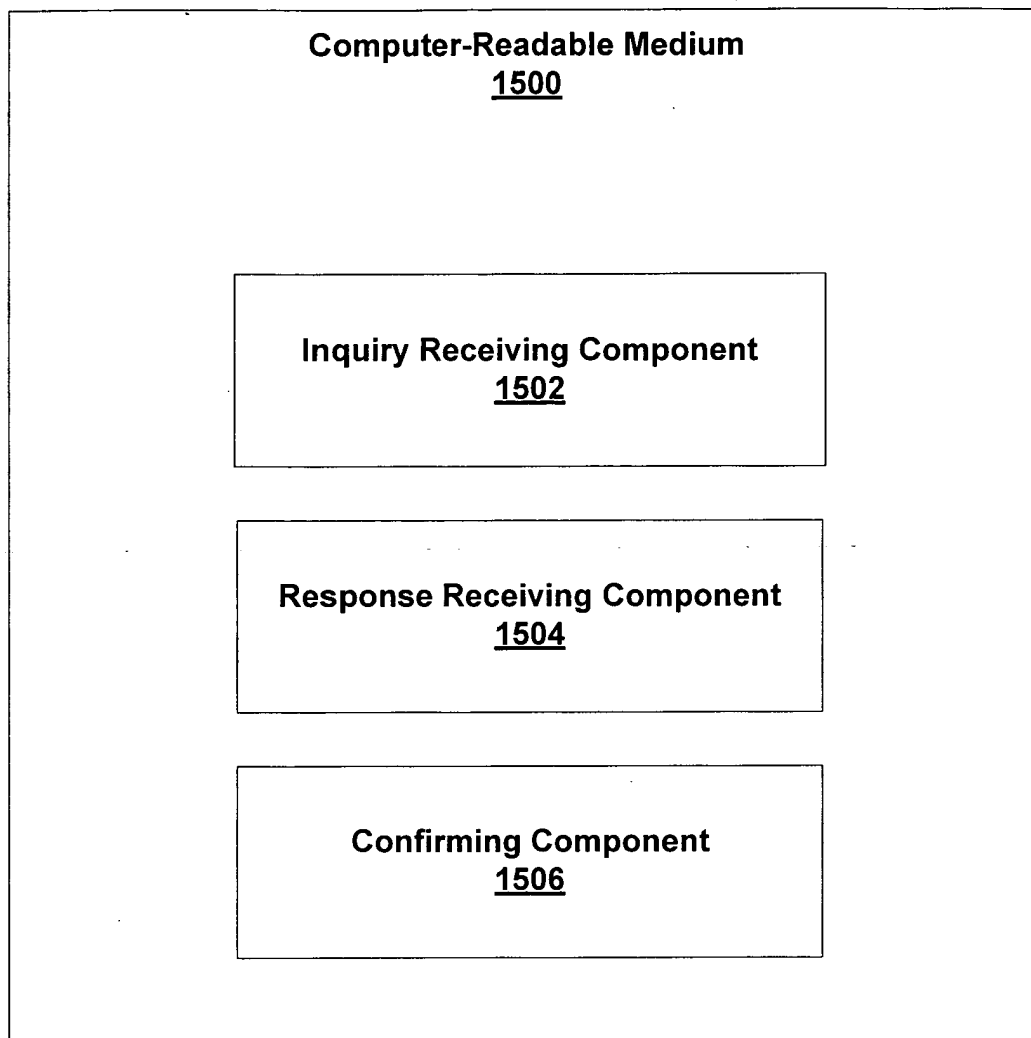 Computer-Readable Medium
1500
Inquiry Receiving Component
1502
Response Receiving Component
1504
Confirming Component
1506